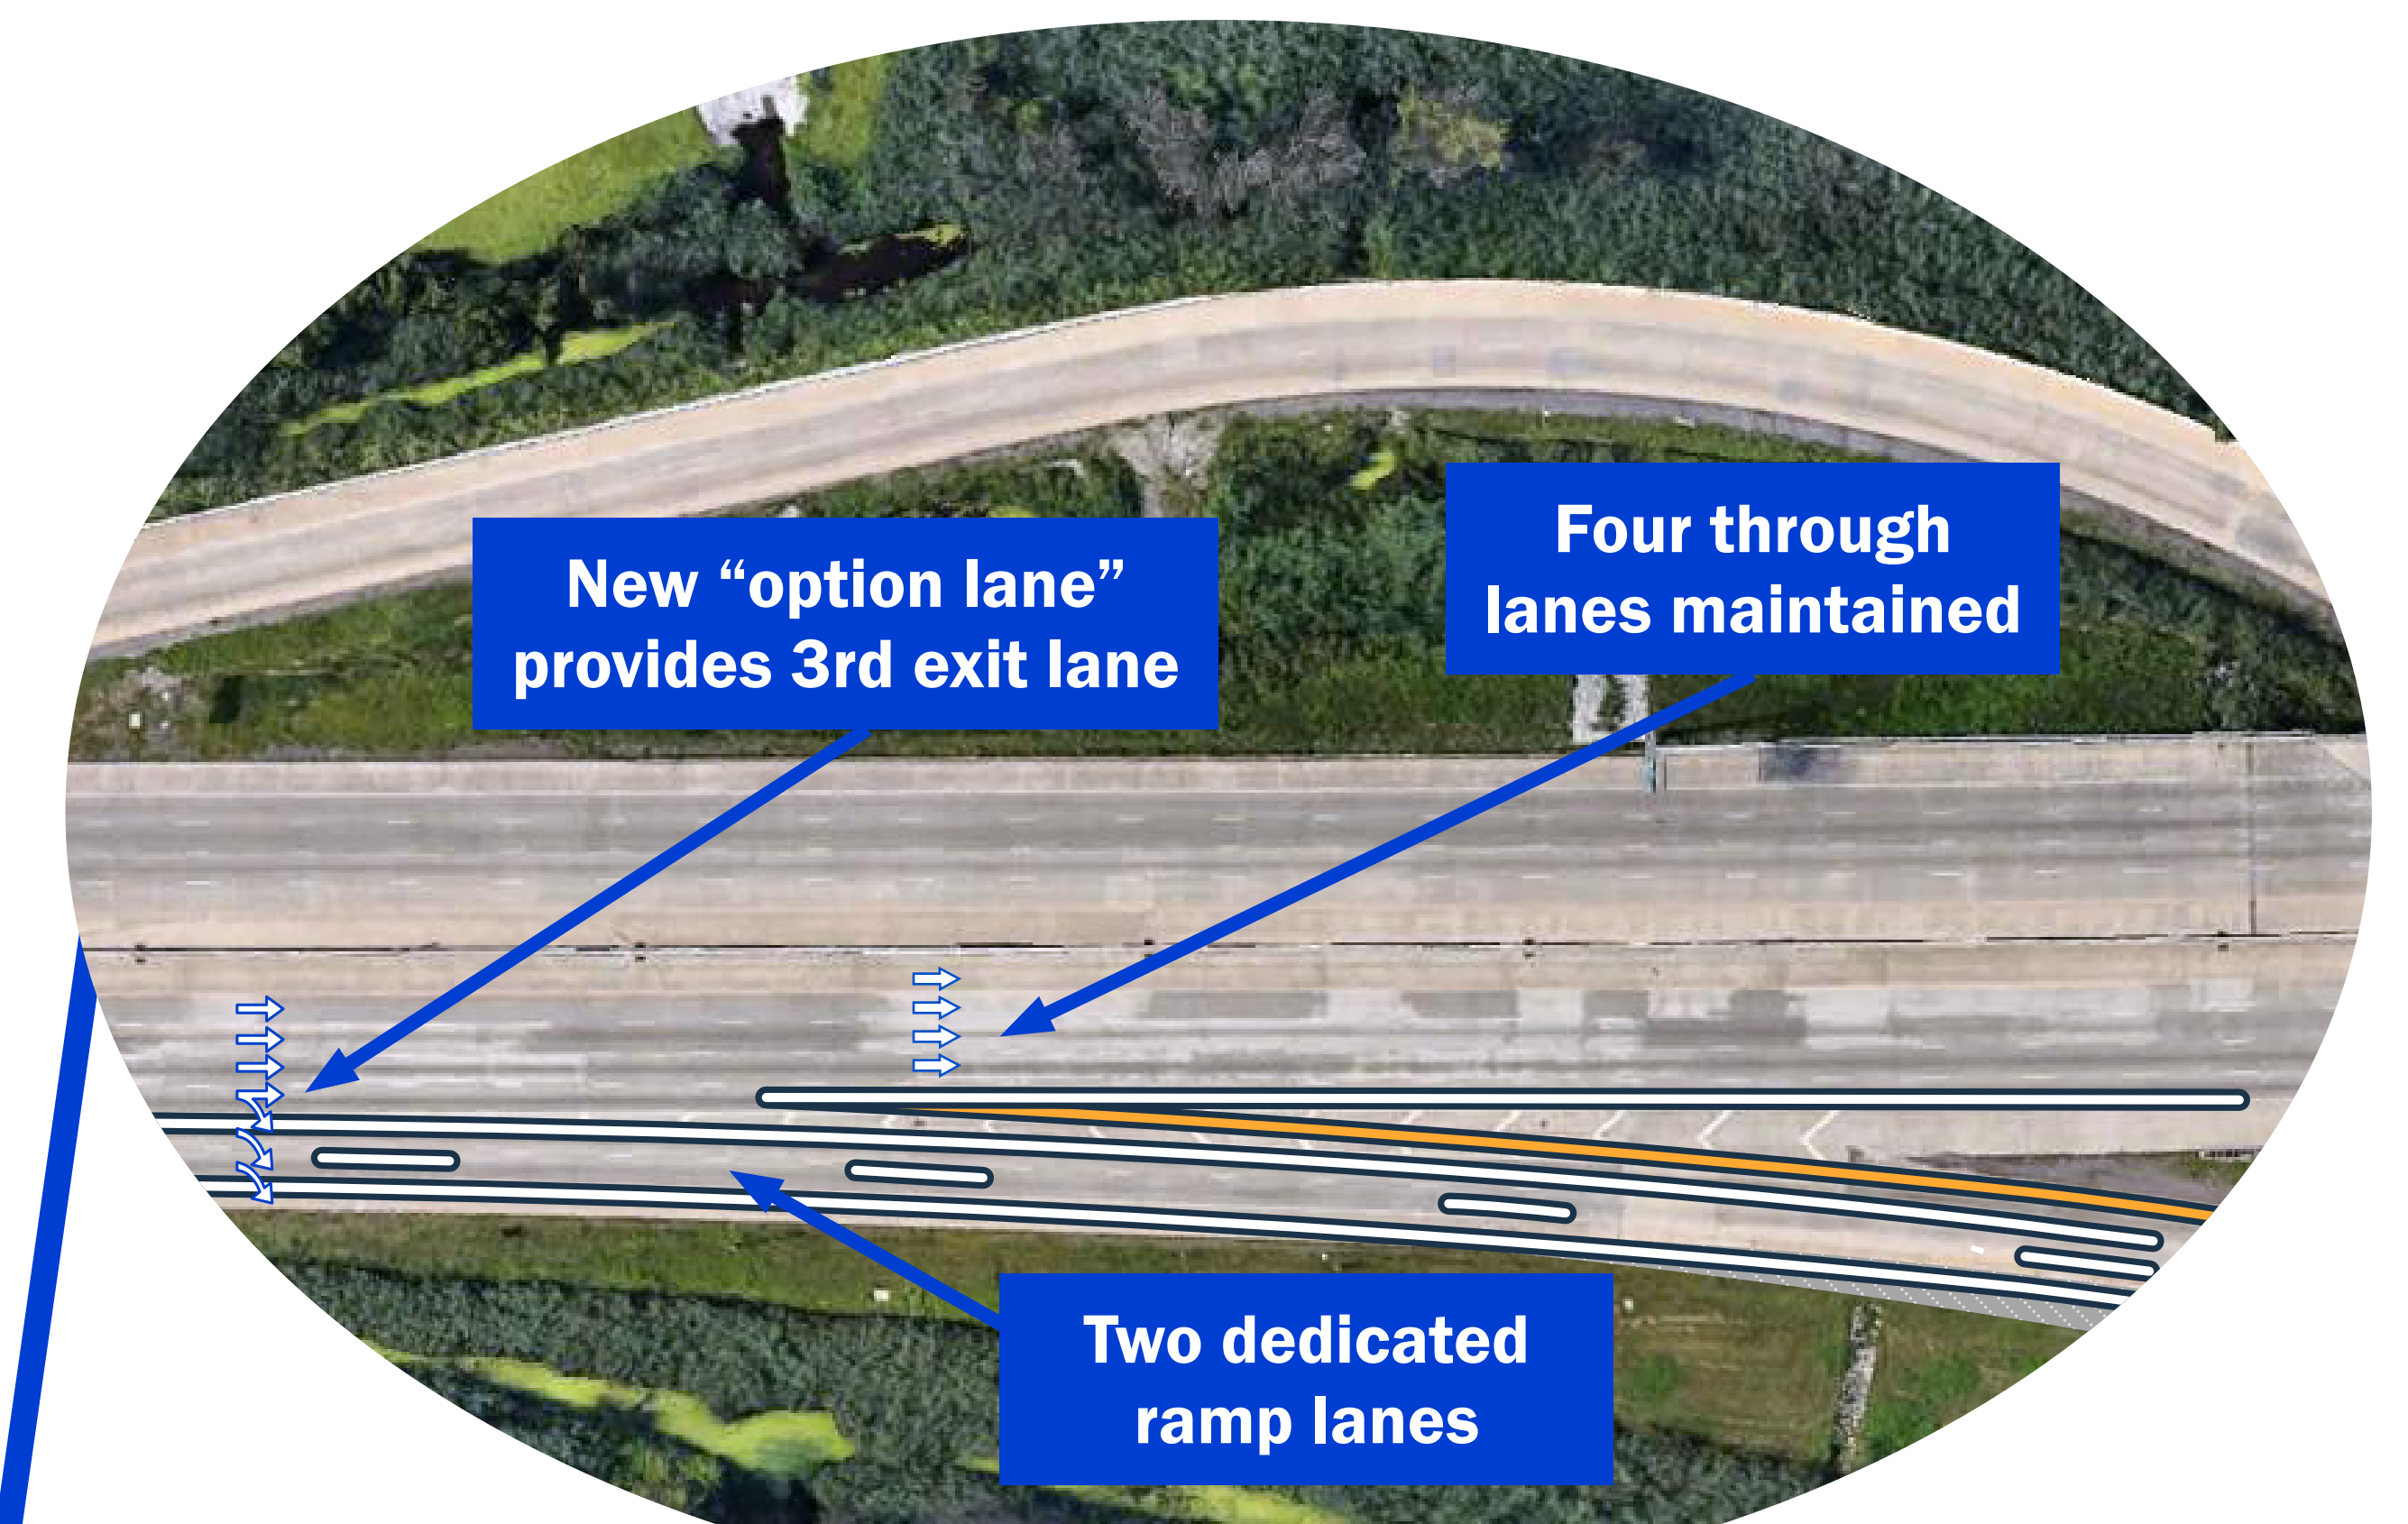 New “option lane”
provides 3rd exit lane
Four through
lanes maintained
Two dedicated
ramp lanes